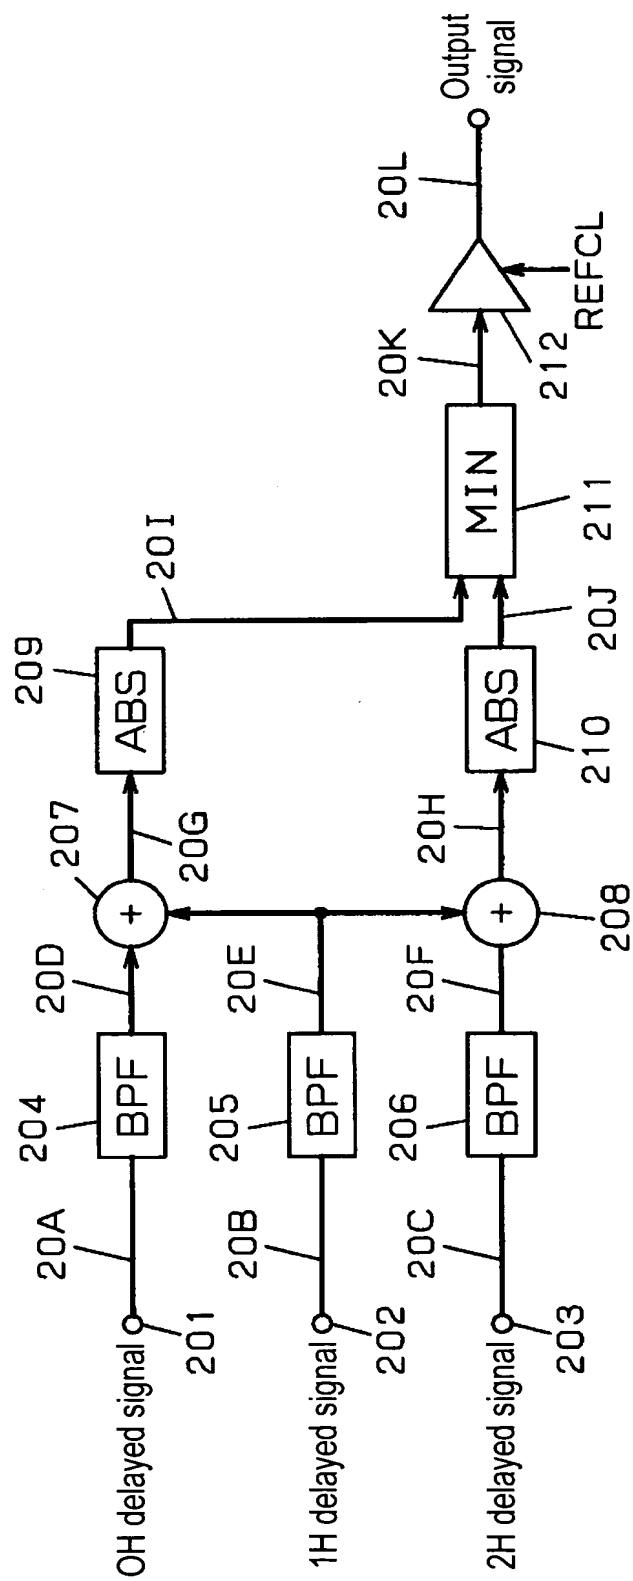 OH delayed signal
201
20A
204
BPF
20D
207
+
20G
209
ABS
20I
1H delayed signal
202
20B
205
BPF
20E
2H delayed signal
203
20C
206
BPF
20F
208
+
20H
210
ABS
20J
211
MIN
20K
212
REFCL
20L
Output
signal